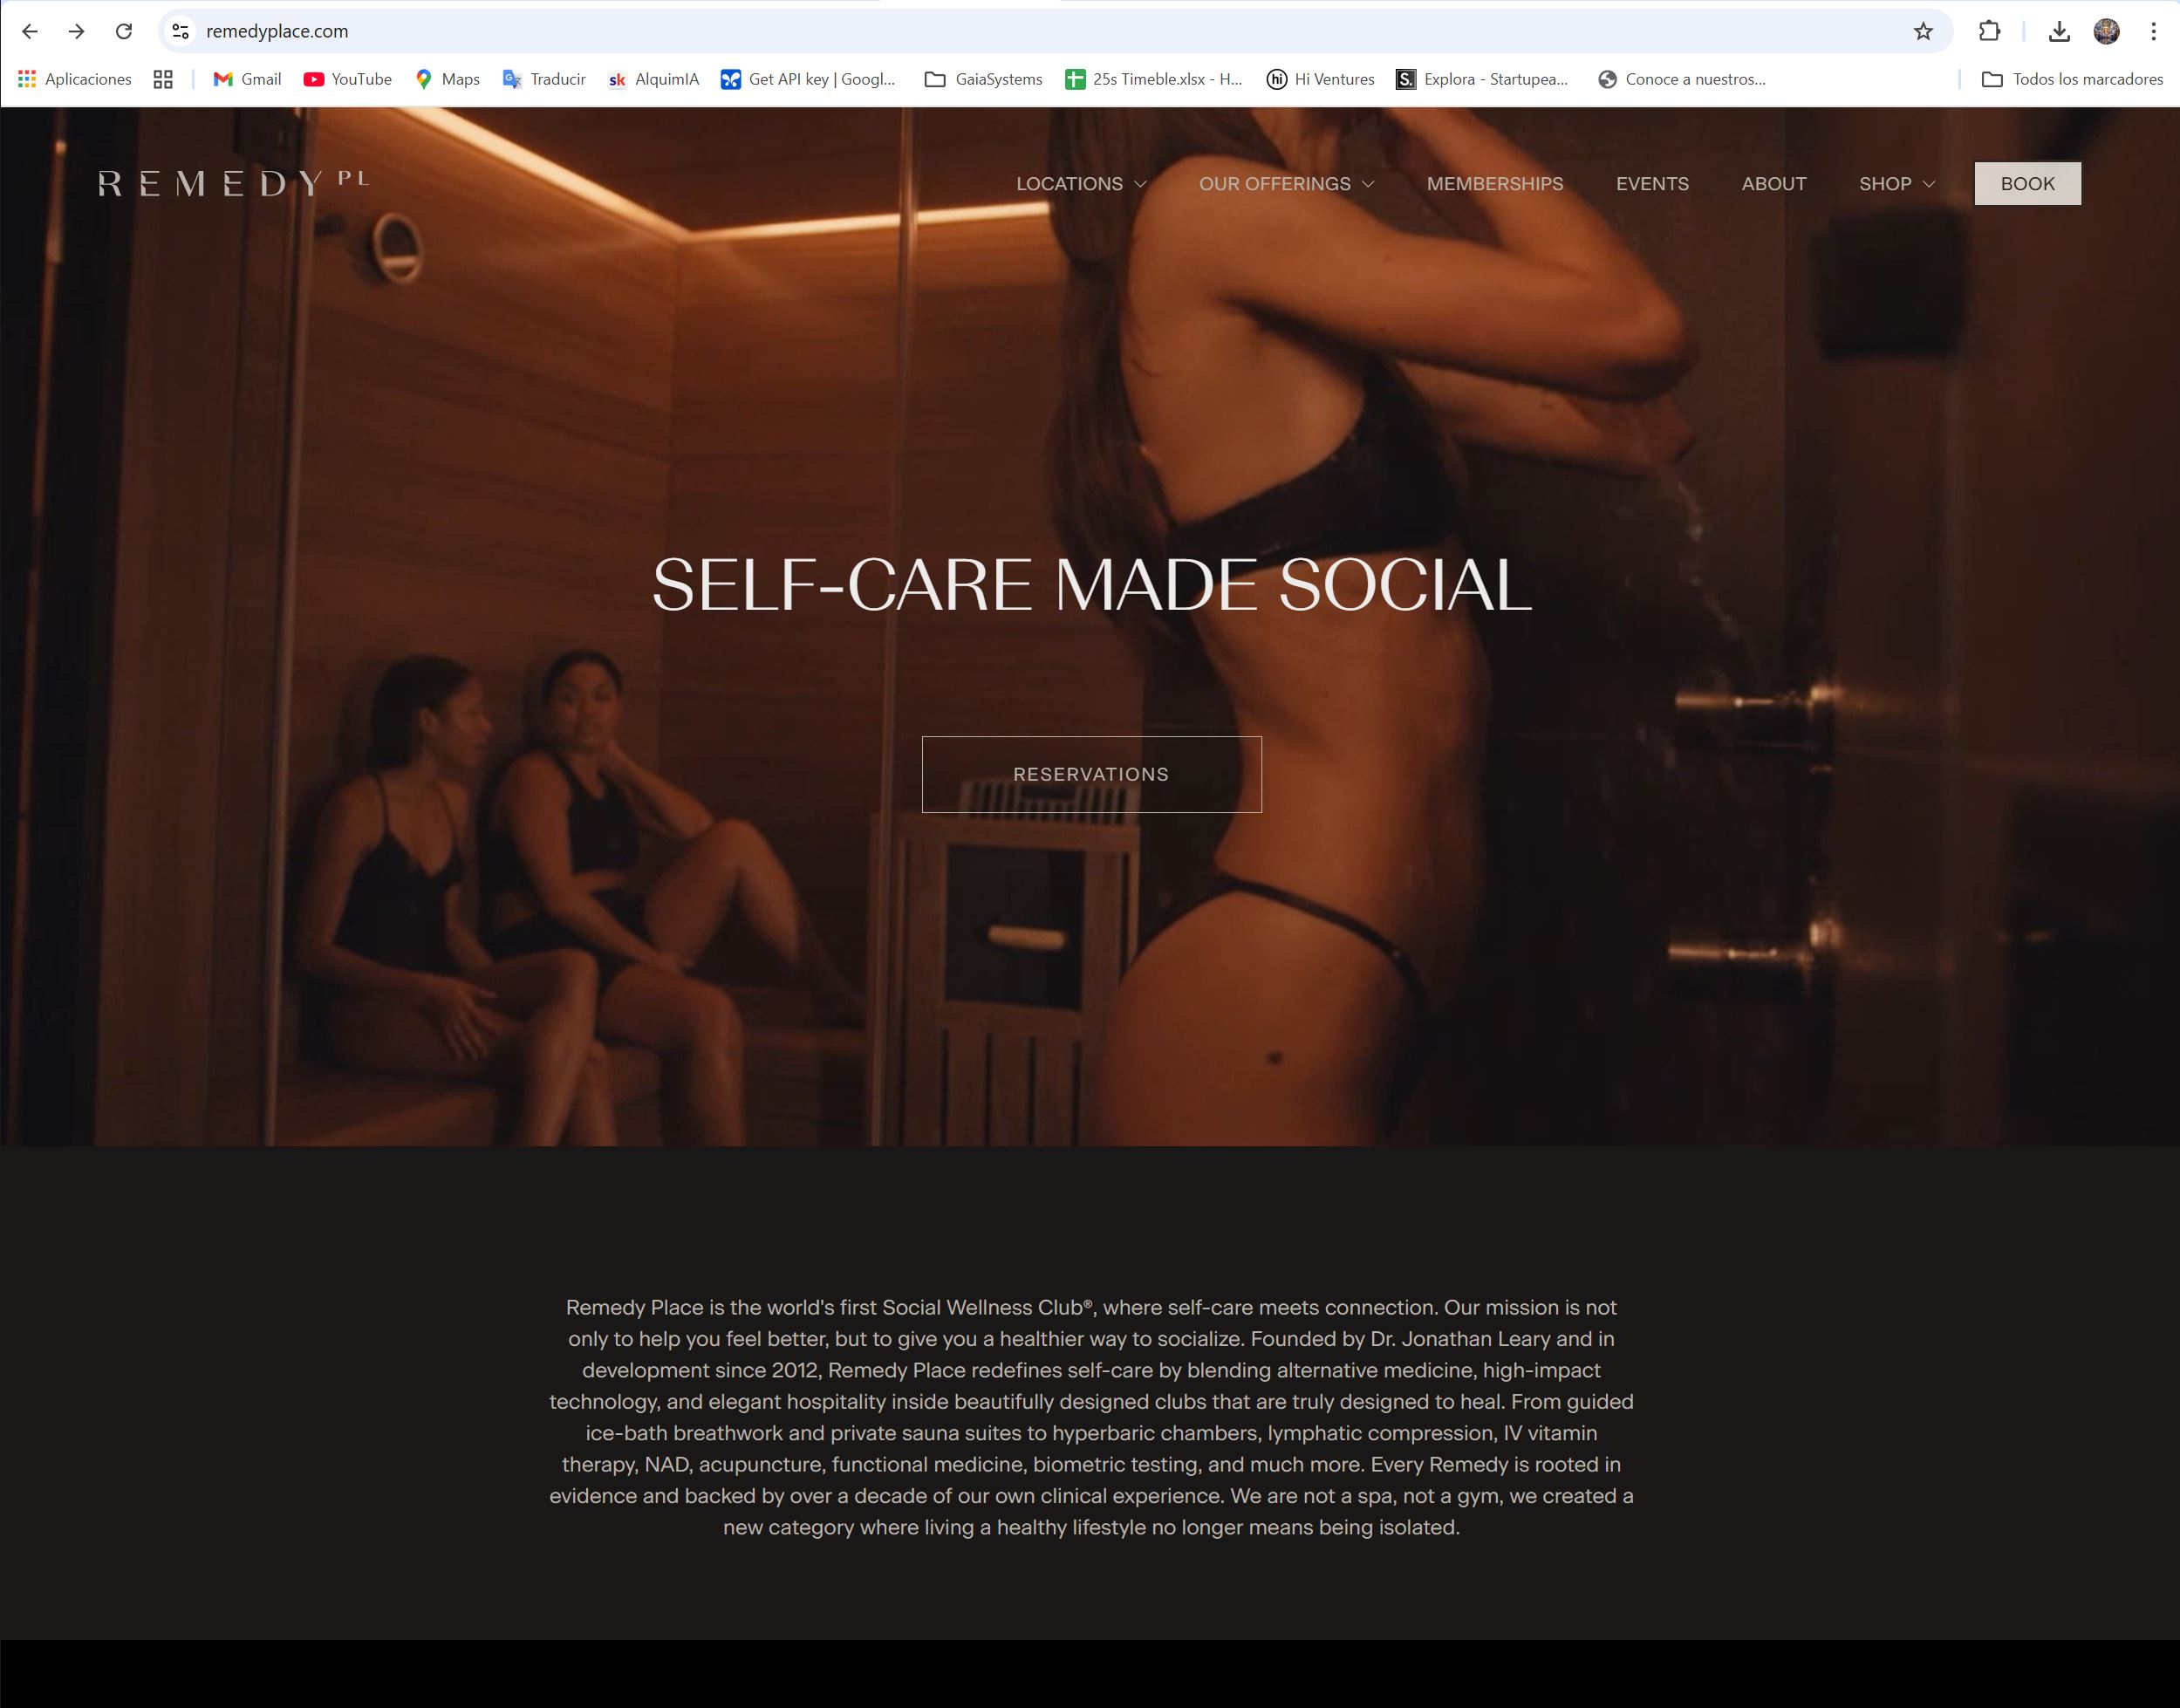 remedyplace.com
Aplicaciones Gmail YouTube Maps Traducir sk AlquimIA Get API key | Googl... GaiaSystems 25s Timeble.xlsx - H... hi Hi Ventures S. Explora - Startupea... Conoce a nuestros... Todos los marcadores
REMEDY PL LOCATIONS OUR OFFERINGS MEMBERSHIPS EVENTS ABOUT SHOP BOOK
SELF-CARE MADE SOCIAL
RESERVATIONS
Remedy Place is the world's first Social Wellness Club®, where self-care meets connection. Our mission is not
only to help you feel better, but to give you a healthier way to socialize. Founded by Dr. Jonathan Leary and in
development since 2012, Remedy Place redefines self-care by blending alternative medicine, high-impact
technology, and elegant hospitality inside beautifully designed clubs that are truly designed to heal. From guided
ice-bath breathwork and private sauna suites to hyperbaric chambers, lymphatic compression, IV vitamin
therapy, NAD, acupuncture, functional medicine, biometric testing, and much more. Every Remedy is rooted in
evidence and backed by over a decade of our own clinical experience. We are not a spa, not a gym, we created a
new category where living a healthy lifestyle no longer means being isolated.